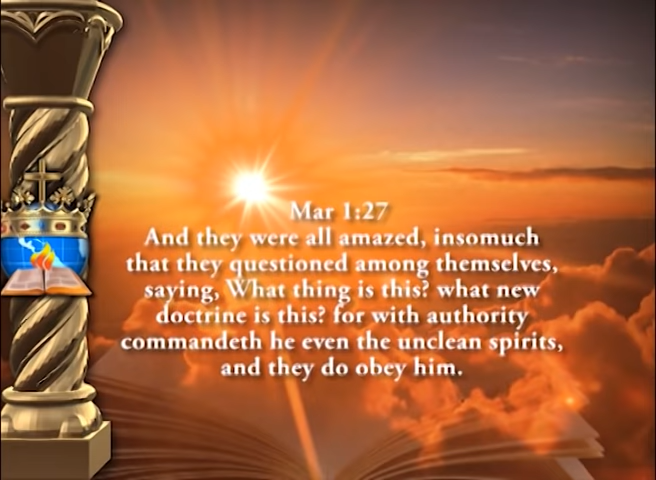 Mar 1:27
And they were all amazed, insomuch
that they questioned among themselves,
saying, What thing is this? what new
doctrine is this? for with authority
commandeth he even the unclean spirits,
and they do obey him.